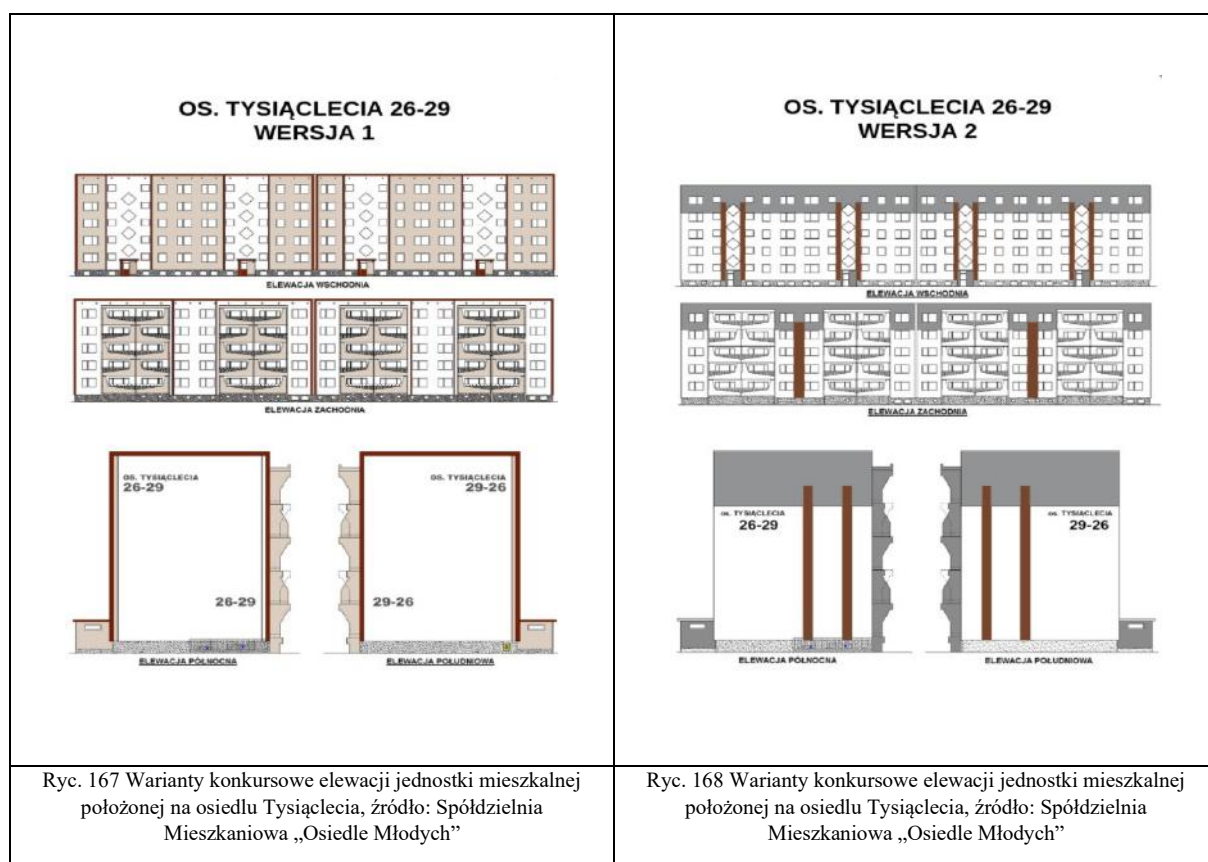 OS. TYSIĄCLECIA 26-29
WERSJA 1
ELEWACJA WSCHODNIA
ELEWACJA ZACHODNIA
OS. TYSIĄCLECIA
26-29
26-29
ELEWACJA PÓŁNOCNA
OS. TYSIĄCLECIA
29-26
29-26
ELEWACJA POŁUDNIOWA
Ryc. 167 Warianty konkursowe elewacji jednostki mieszkalnej
położonej na osiedlu Tysiąclecia, źródło: Spółdzielnia
Mieszkaniowa „Osiedle Młodych”
OS. TYSIĄCLECIA 26-29
WERSJA 2
ELEWACJA WSCHODNIA
ELEWACJA ZACHODNIA
OS. TYSIĄCLECIA
26-29
ELEWACJA PÓŁNOCNA
OS. TYSIĄCLECIA
29-26
ELEWACJA POŁUDNIOWA
Ryc. 168 Warianty konkursowe elewacji jednostki mieszkalnej
położonej na osiedlu Tysiąclecia, źródło: Spółdzielnia
Mieszkaniowa „Osiedle Młodych”